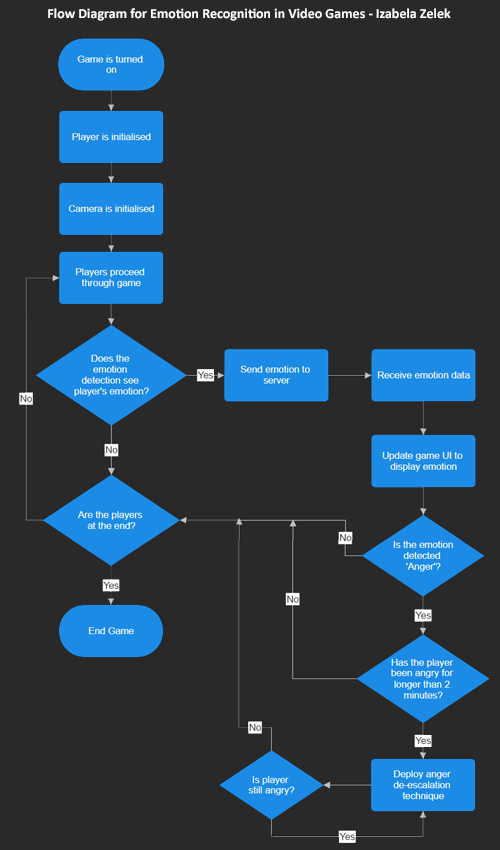 Flow Diagram for Emotion Recognition in Video Games - Izabela Zelek
Game is turned
on
Player is initialised
Camera is initialised
Players proceed
through game
Does the
emotion
detection see
player's emotion?
Yes
Send emotion to
server
Receive emotion data
No
No
Update game UI to
display emotion
Are the players
at the end?
No
Is the emotion
detected
'Anger'?
Yes
End Game
No
Yes
Has the player
been angry for
longer than 2
minutes?
No
Yes
Is player
still angry?
Deploy anger
de-escalation
technique
Yes